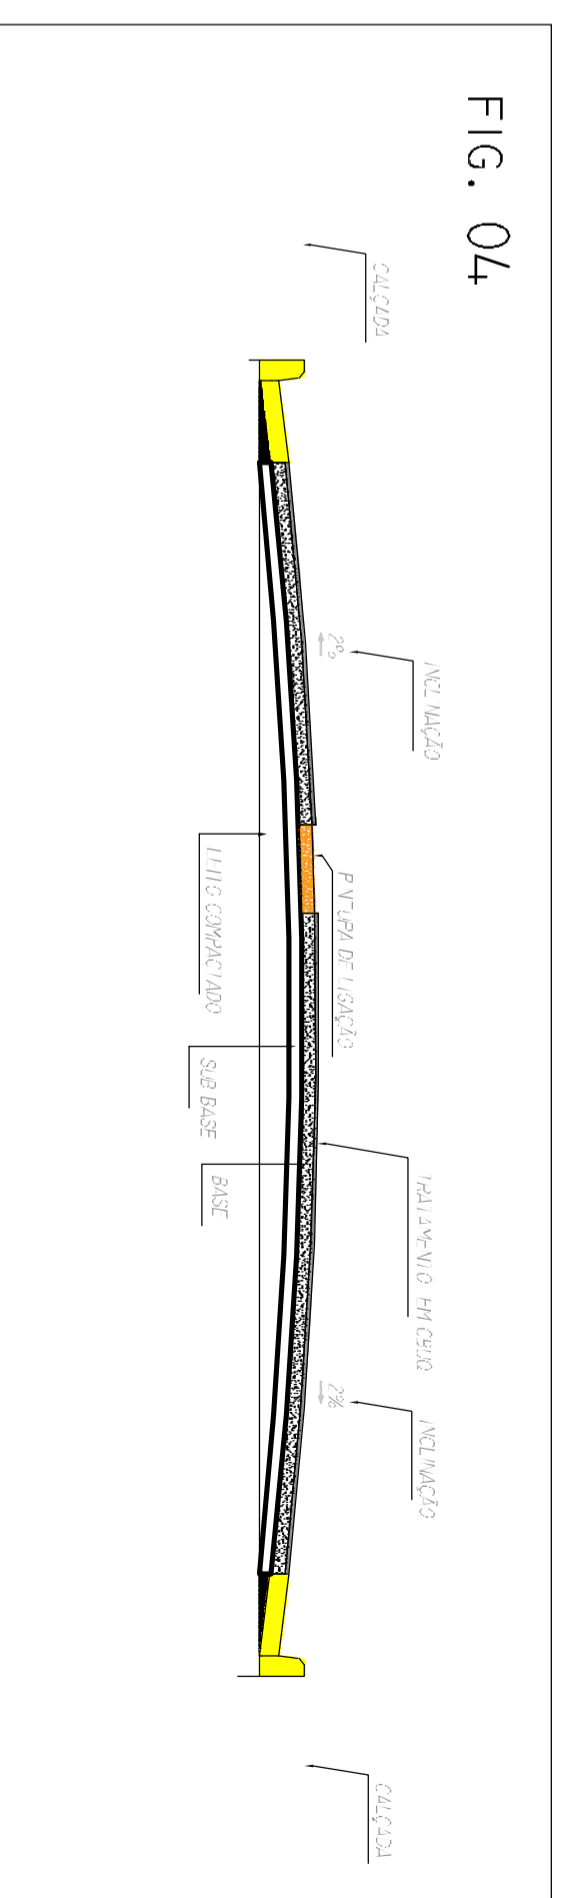 FIG. 04
CALÇADA
2%
INCLINAÇÃO
PINTURA DE LIGAÇÃO
LEITO COMPACTADO
SUB BASE
BASE
TRATAMENTO EM CBUQ
2%
INCLINAÇÃO
CALÇADA